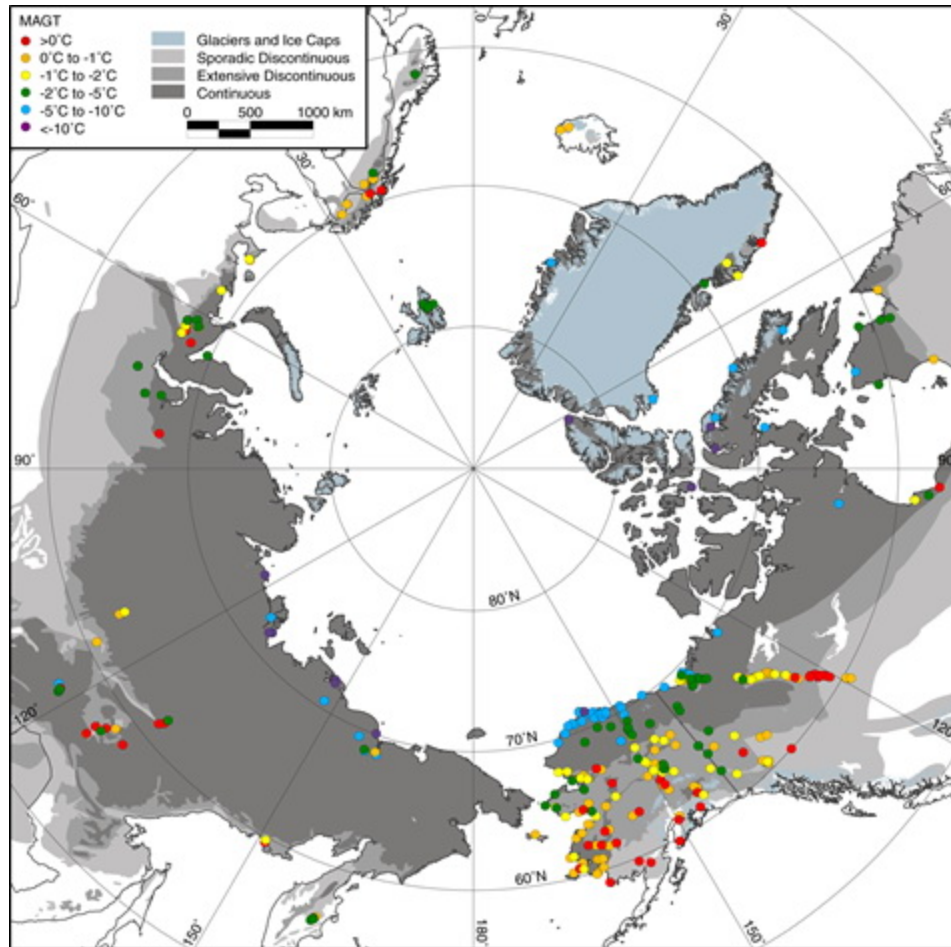 MAGT
>0˚C
0˚C to -1˚C
-1˚C to -2˚C
-2˚C to -5˚C
-5˚C to -10˚C
<-10˚C
Glaciers and Ice Caps
Sporadic Discontinuous
Extensive Discontinuous
Continuous
0 500 1000 km
0
30˚
60˚
60
90˚
90
80˚N
120˚
120
70˚N
60˚N
150˚
180
150˚